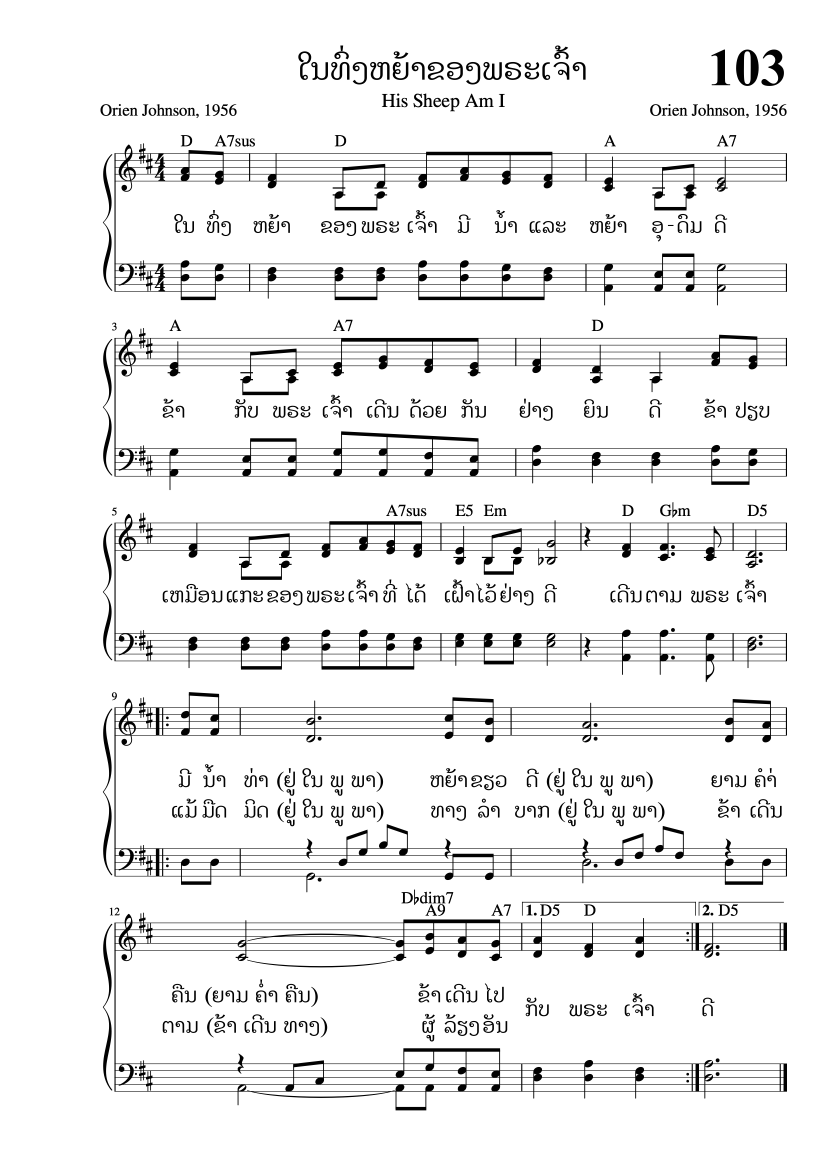 ໃນທົ່ງຫຍ້າຂອງພຣະເຈົ້າ
103
His Sheep Am I
Orien Johnson, 1956
Orien Johnson, 1956
D A7sus D A A7
ໃນ ທົ່ງ ຫຍ້າ ຂອງ ພຣະ ເຈົ້າ ມີ ນ້ຳ ແລະ ຫຍ້າ ອຸ - ດົມ ດີ
3 A A7 D
ຂ້າ ກັບ ພຣະ ເຈົ້າ ເດີນ ດ້ວຍ ກັນ ຢ່າງ ຍິນ ດີ ຂ້າ ປຽບ
5 A7sus E5 Em D G♭m D5
ເຫມືອນ ແກະ ຂອງ ພຣະ ເຈົ້າ ທີ່ ໄດ້ ເຝົ້າ ໄວ້ ຢ່າງ ດີ ເດີນ ຕາມ ພຣະ ເຈົ້າ
9
ມີ ນ້ຳ ທ່າ (ຢູ່ ໃນ ພູ ພາ) ຫຍ້າ ຂຽວ ດີ (ຢູ່ ໃນ ພູ ພາ) ຍາມ ຄ່ຳ
ແມ້ ມືດ ມິດ (ຢູ່ ໃນ ພູ ພາ) ທາງ ລຳ ບາກ (ຢູ່ ໃນ ພູ ພາ) ຂ້າ ເດີນ
D♭dim7
12 A9 A7 1. D5 D 2. D5
ຄືນ (ຍາມ ຄ່ຳ ຄືນ) ຂ້າ ເດີນ ໄປ ກັບ ພຣະ ເຈົ້າ ດີ
ຕາມ (ຂ້າ ເດີນ ທາງ) ຜູ້ ລ້ຽງ ອັນ